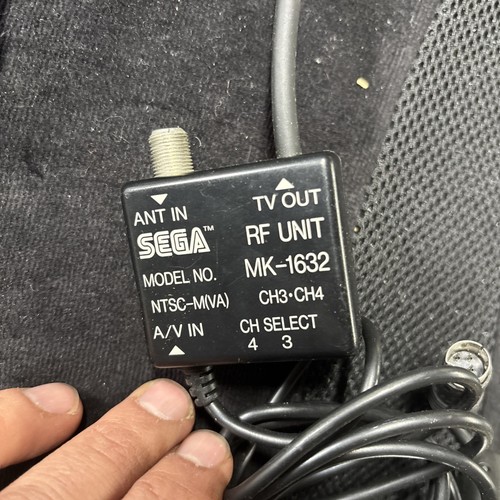 ANT IN
TV OUT
SEGA™
RF UNIT
MODEL NO.
MK-1632
NTSC-M(VA)
CH3·CH4
A/V IN
CH SELECT
4 3